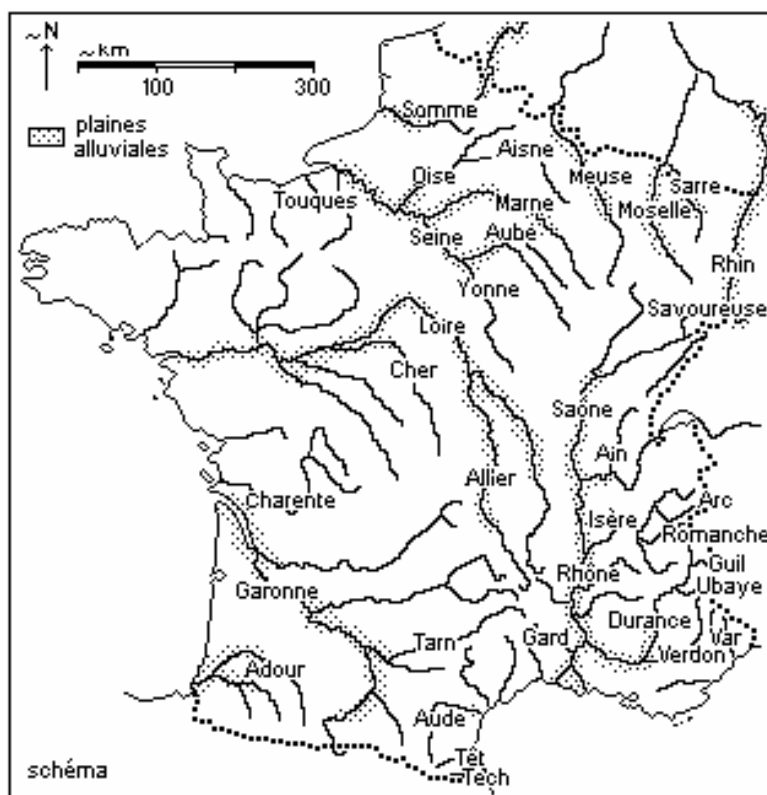 ~N
~km
100
300
plaines
alluviales
Somme
Aisne
Oise
Meuse
Sarre
Touques
Marne
Moselle
Seine
Aube
Rhin
Yonne
Savoureuse
Loire
Cher
Saône
Ain
Allier
Charente
Arc
Isère
Romanche
Guil
Rhône
Ubaye
Garonne
Durance
Tarn
Gard
Var
Verdon
Adour
Aude
Têt
Tech
schéma